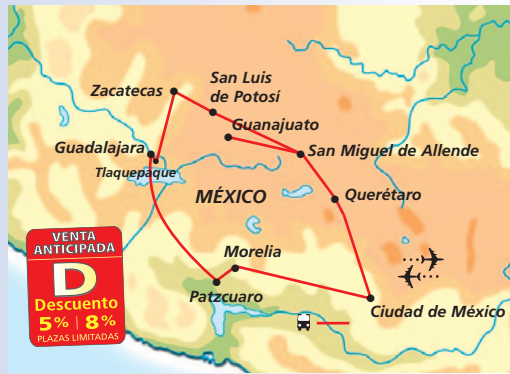 Zacatecas
San Luis
de Potosí
Guanajuato
Guadalajara
San Miguel de Allende
Tlaquepaque
MÉXICO
Querétaro
VENTA
ANTICIPADA
D
Descuento
5% | 8%
PLAZAS LIMITADAS
Morelia
Patzcuaro
Ciudad de México